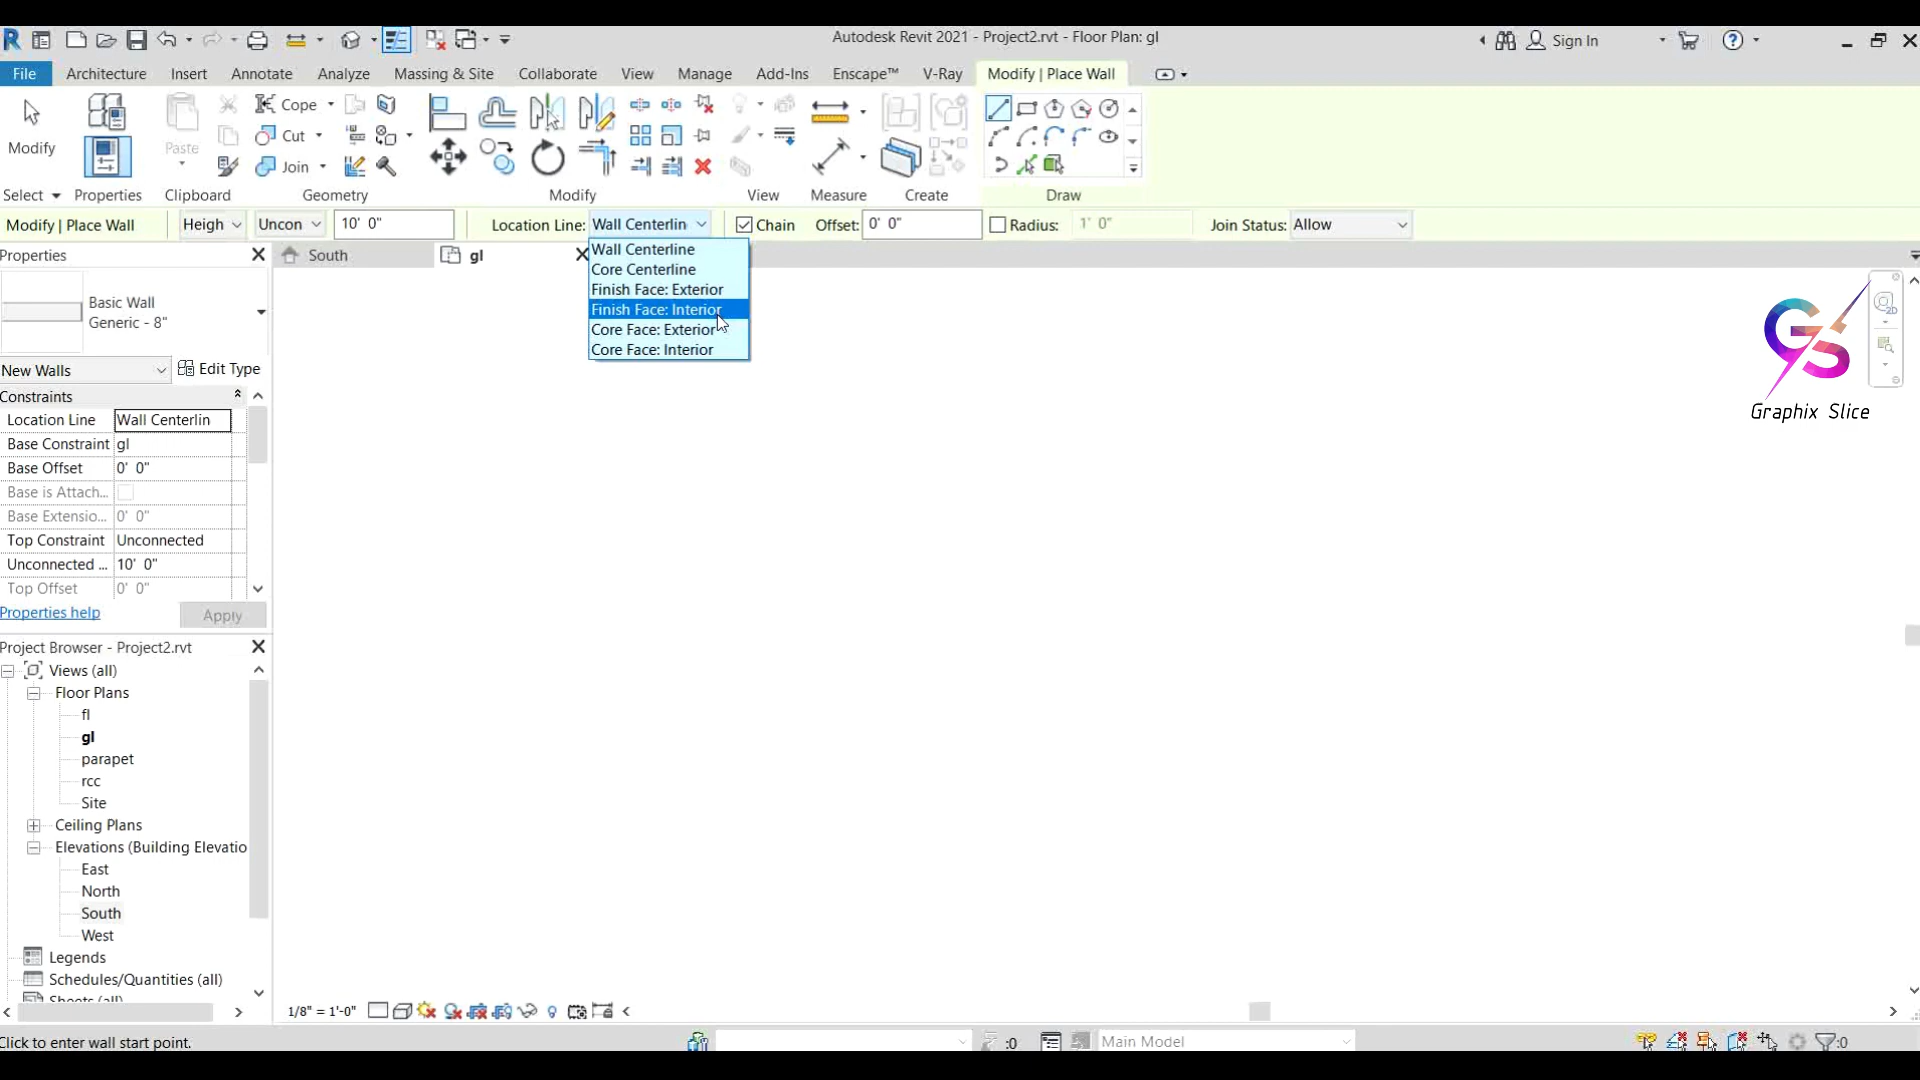 Autodesk Revit 2021 - Project2.rvt - Floor Plan: gl
Sign In
File Architecture Insert Annotate Analyze Massing & Site Collaborate View Manage Add-Ins Enscape™ V-Ray Modify | Place Wall
Modify
Paste
Cope
Cut
Join
Select Properties Clipboard Geometry Modify View Measure Create Draw
Modify | Place Wall Heigh Uncon 10' 0" Location Line: Wall Centerlin Chain Offset: 0' 0" Radius: 1' 0" Join Status: Allow
Wall Centerline
Core Centerline
Finish Face: Exterior
Finish Face: Interior
Core Face: Exterior
Core Face: Interior
South
gl
Properties
Basic Wall
Generic - 8"
New Walls Edit Type
Constraints
Location Line Wall Centerlin
Base Constraint gl
Base Offset 0' 0"
Base is Attach...
Base Extensio... 0' 0"
Top Constraint Unconnected
Unconnected ... 10' 0"
Top Offset 0' 0"
Properties help Apply
Project Browser - Project2.rvt
Views (all)
Floor Plans
fl
gl
parapet
rcc
Site
Ceiling Plans
Elevations (Building Elevatio
East
North
South
West
Legends
Schedules/Quantities (all)
Sheets (all)
2D
GS
Graphix Slice
1/8" = 1'-0"
Click to enter wall start point.
:0
Main Model
:0